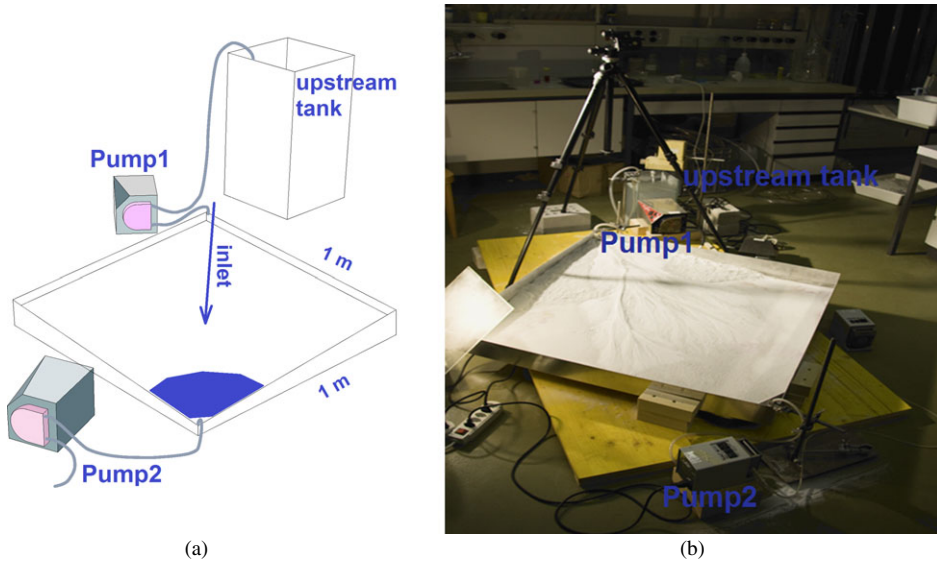 upstream
tank
Pump1
inlet
1 m
1 m
Pump2
(a)
upstream tank
Pump1
Pump2
(b)